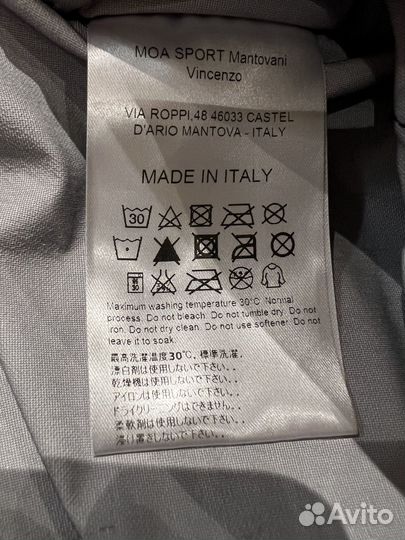 MOA SPORT Mantovani
Vincenzo
VIA ROPPI,48 46033 CASTEL
D'ARIO MANTOVA - ITALY
MADE IN ITALY
30
30
Maximum washing temperature 30°C. Normal
process. Do not bleach. Do not tumble dry. Do not
iron. Do not dry clean. Do not use softener. Do not
leave it to soak.
最高洗濯温度30℃、標準洗濯.
漂白剤は使用しないで下さい..
乾燥機は使用しないで下さい..
アイロンは使用しないで下さい..
ドライクリーニングはできません..
柔軟剤は使用しないで下さい..
漬け置きしないで下さい..
Avito